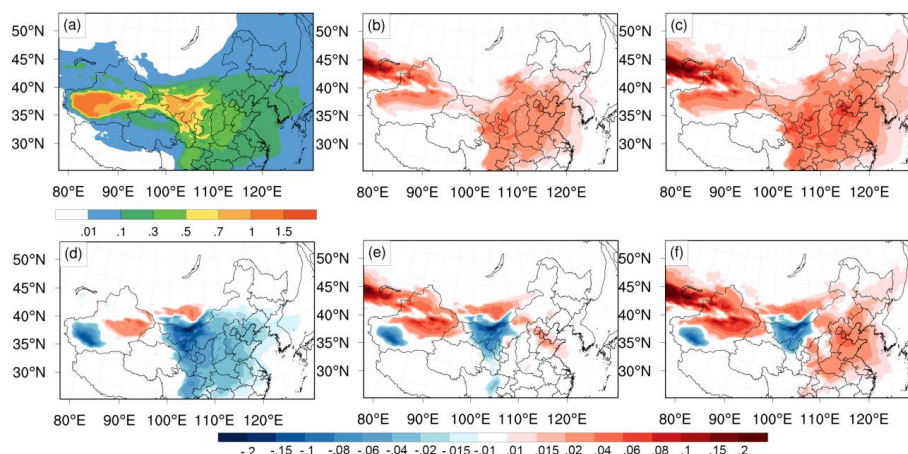 (a) (b) (c)
50°N 50°N 50°N
45°N 45°N 45°N
40°N 40°N 40°N
35°N 35°N 35°N
30°N 30°N 30°N
80°E 90°E 100°E 110°E 120°E 80°E 90°E 100°E 110°E 120°E 80°E 90°E 100°E 110°E 120°E
.01 .1 .3 .5 .7 1 1.5
(d) (e) (f)
50°N 50°N 50°N
45°N 45°N 45°N
40°N 40°N 40°N
35°N 35°N 35°N
30°N 30°N 30°N
80°E 90°E 100°E 110°E 120°E 80°E 90°E 100°E 110°E 120°E 80°E 90°E 100°E 110°E 120°E
-.2 -.15 -.1 -.08 -.06 -.04 -.02 -.015 -.01 .01 .015 .02 .04 .06 .08 .1 .15 .2